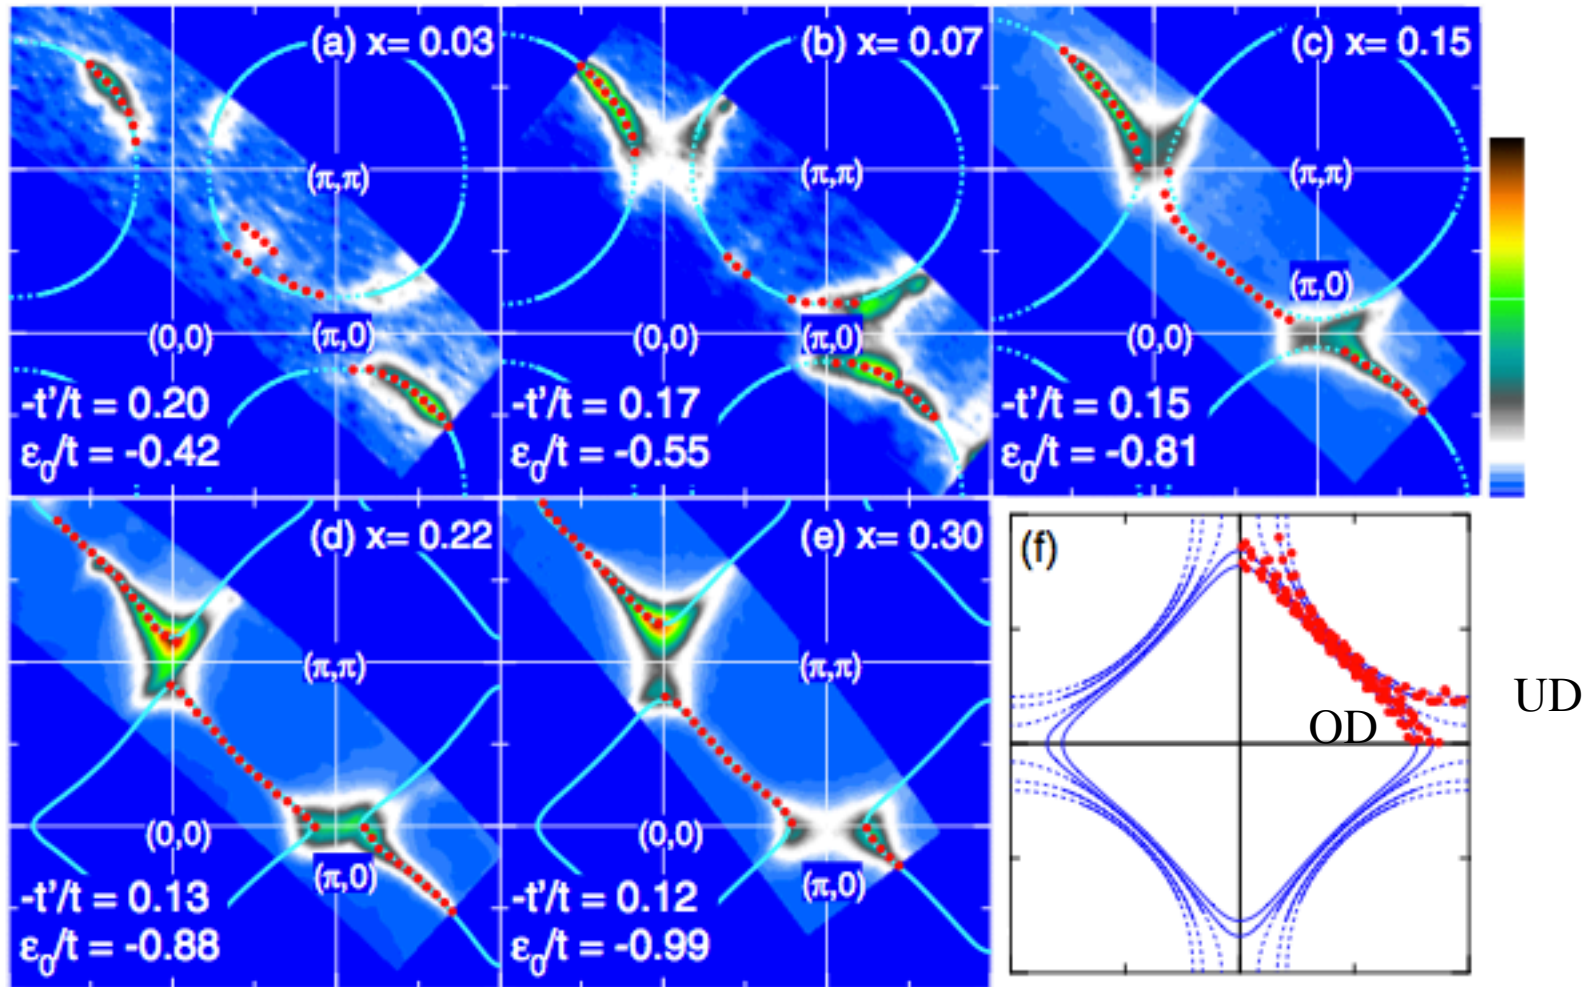 (a) x= 0.03
(π,π)
(0,0)
(π,0)
-t'/t = 0.20
ε₀/t = -0.42
(b) x= 0.07
(π,π)
(0,0)
(π,0)
-t'/t = 0.17
ε₀/t = -0.55
(c) x= 0.15
(π,π)
(π,0)
(0,0)
-t'/t = 0.15
ε₀/t = -0.81
(d) x= 0.22
(π,π)
(0,0)
(π,0)
-t'/t = 0.13
ε₀/t = -0.88
(e) x= 0.30
(π,π)
(0,0)
(π,0)
-t'/t = 0.12
ε₀/t = -0.99
(f)
UD
OD